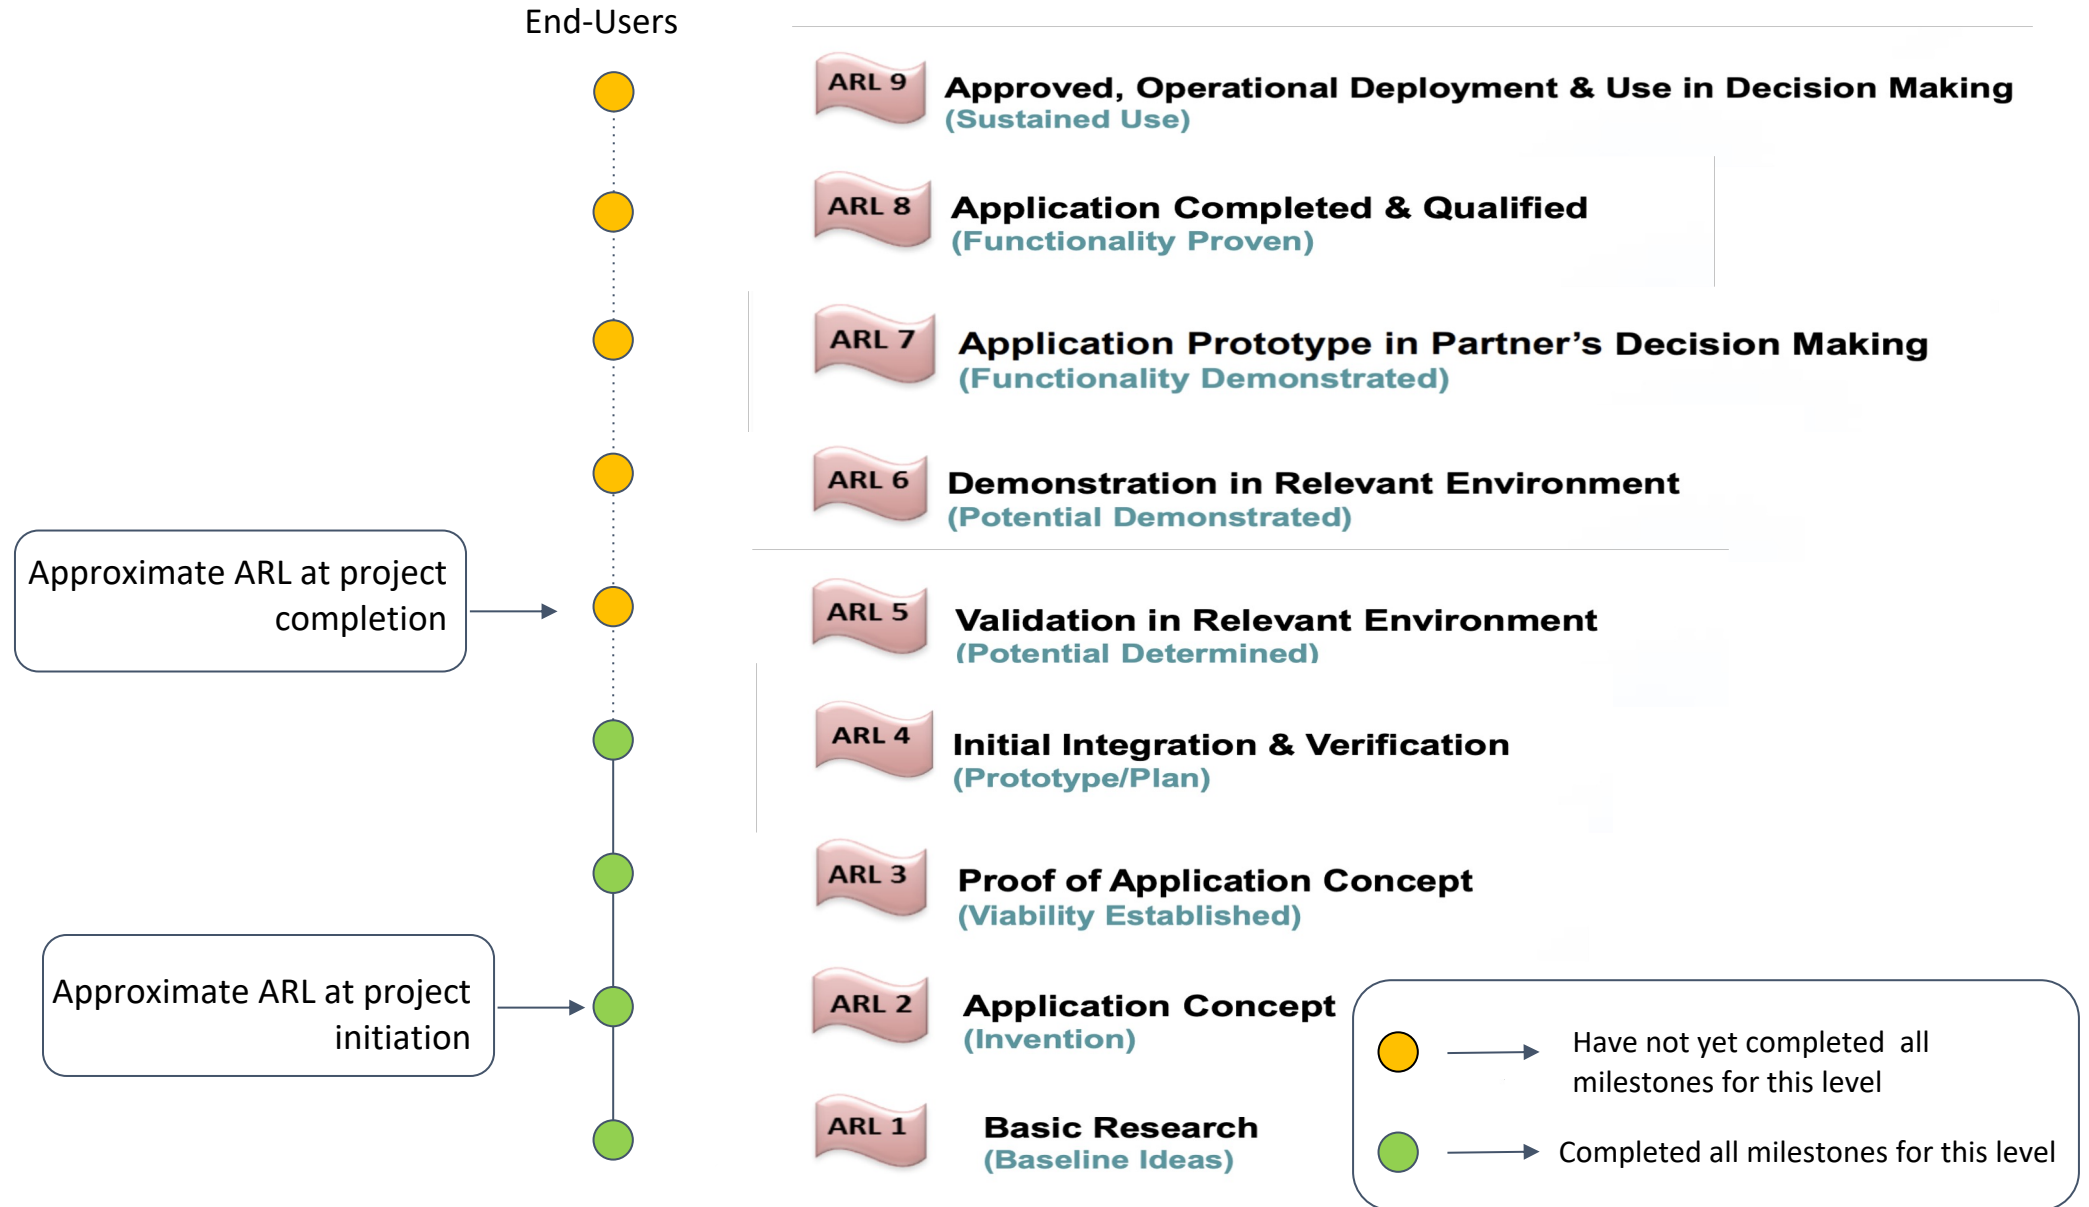 End-Users
ARL 9
Approved, Operational Deployment & Use in Decision Making
(Sustained Use)
ARL 8
Application Completed & Qualified
(Functionality Proven)
ARL 7
Application Prototype in Partner’s Decision Making
(Functionality Demonstrated)
ARL 6
Demonstration in Relevant Environment
(Potential Demonstrated)
Approximate ARL at project
completion
ARL 5
Validation in Relevant Environment
(Potential Determined)
ARL 4
Initial Integration & Verification
(Prototype/Plan)
ARL 3
Proof of Application Concept
(Viability Established)
Approximate ARL at project
initiation
ARL 2
Application Concept
(Invention)
ARL 1
Basic Research
(Baseline Ideas)
Have not yet completed  all
milestones for this level
Completed all milestones for this level